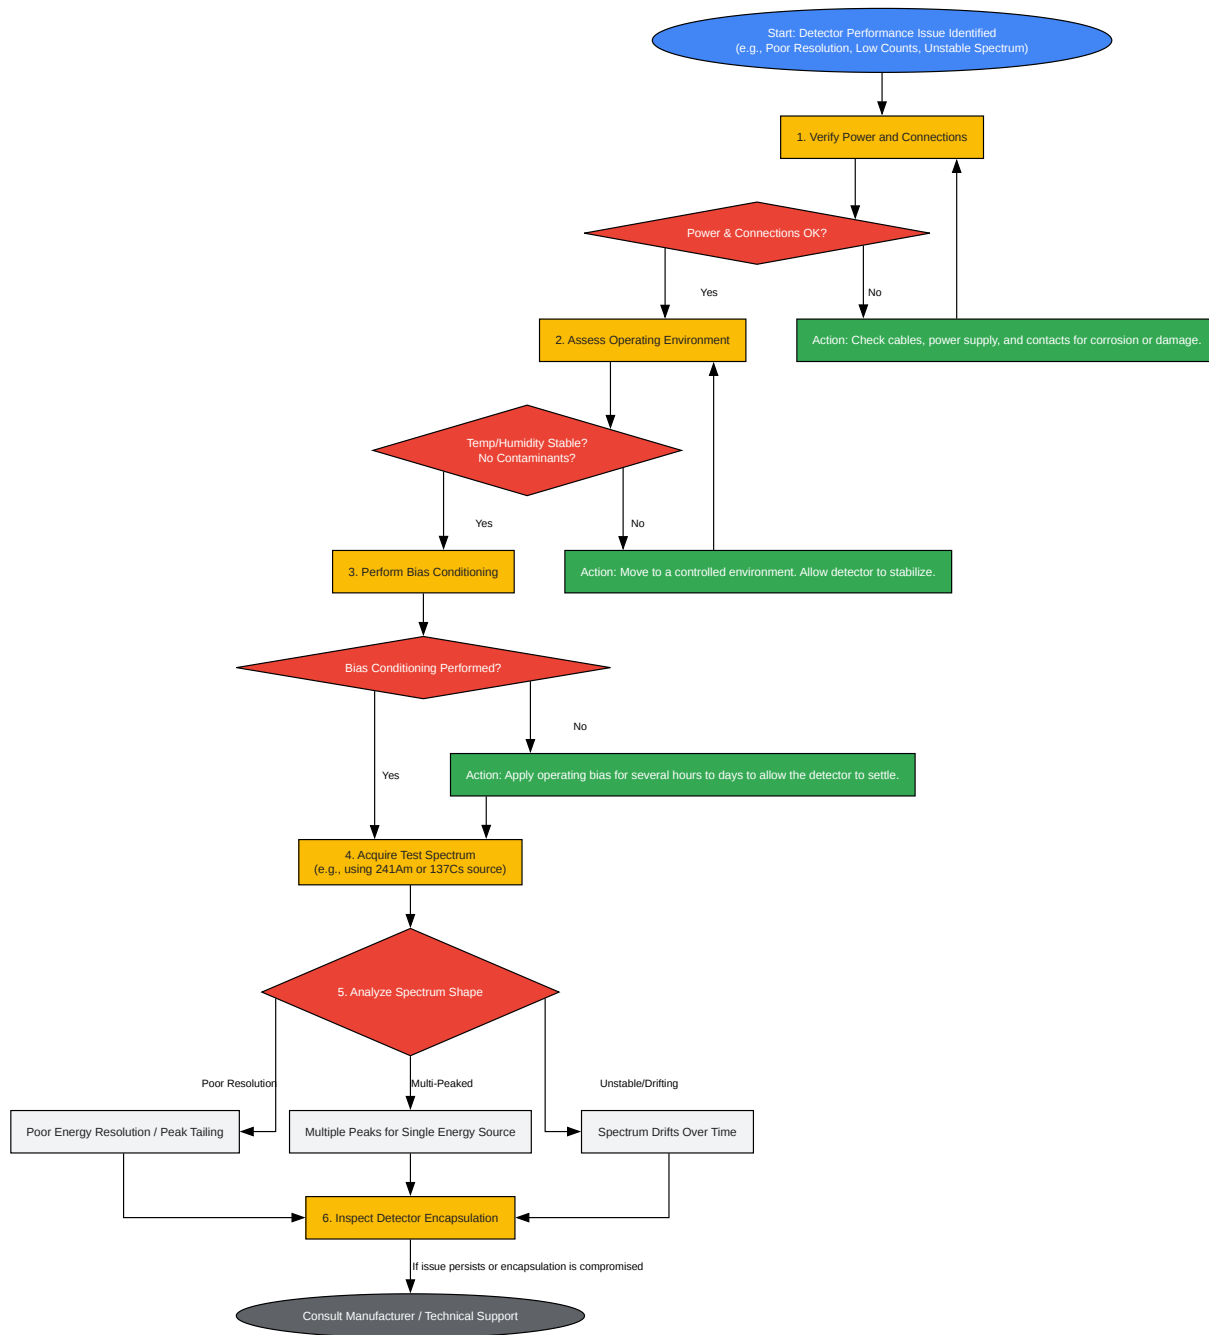 Start: Detector Performance Issue Identified
(e.g., Poor Resolution, Low Counts, Unstable Spectrum)
1. Verify Power and Connections
Power & Connections OK?
Yes
No
2. Assess Operating Environment
Action: Check cables, power supply, and contacts for corrosion or damage.
Temp/Humidity Stable?
No Contaminants?
Yes
No
3. Perform Bias Conditioning
Action: Move to a controlled environment. Allow detector to stabilize.
Bias Conditioning Performed?
No
Yes
Action: Apply operating bias for several hours to days to allow the detector to settle.
4. Acquire Test Spectrum
(e.g., using 241Am or 137Cs source)
5. Analyze Spectrum Shape
Poor Resolution
Multi-Peaked
Unstable/Drifting
Poor Energy Resolution / Peak Tailing
Multiple Peaks for Single Energy Source
Spectrum Drifts Over Time
6. Inspect Detector Encapsulation
If issue persists or encapsulation is compromised
Consult Manufacturer / Technical Support